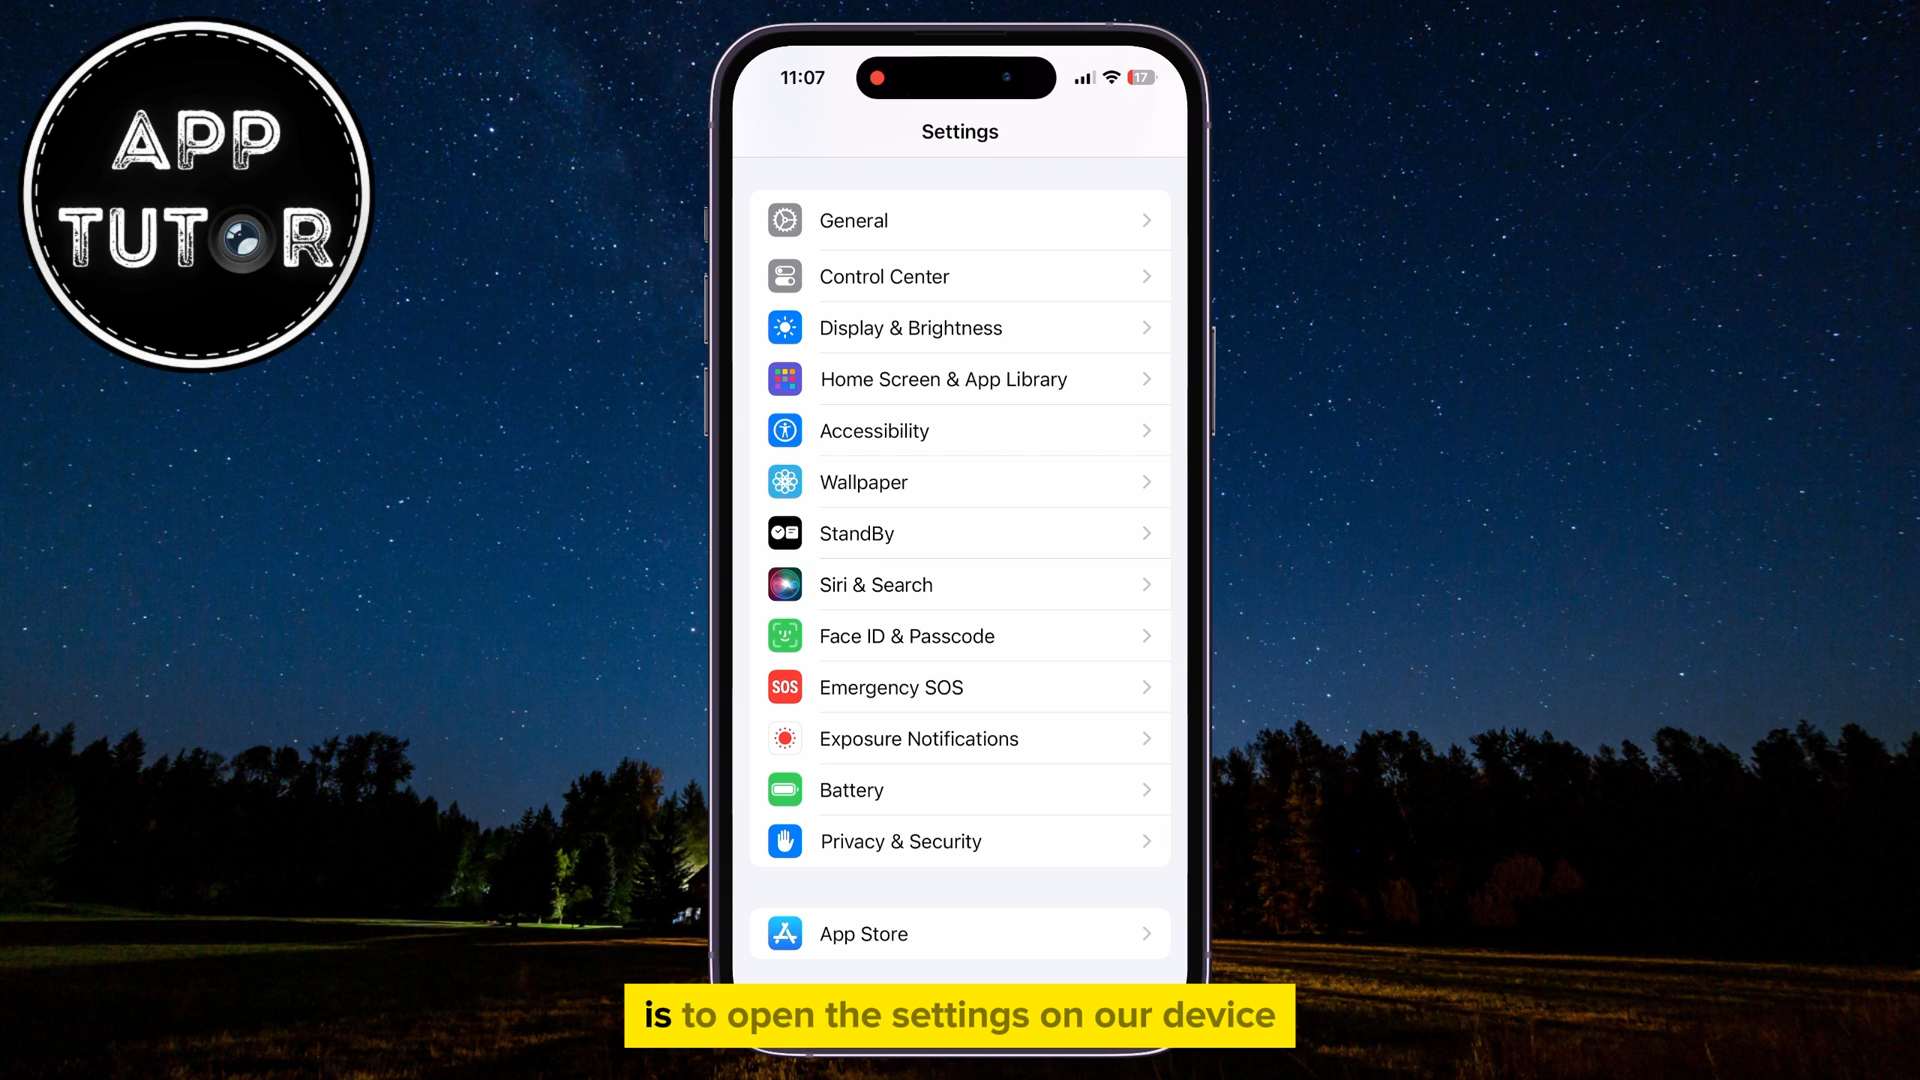 APP
TUTOR
11:07
17
Settings
General
Control Center
Display & Brightness
Home Screen & App Library
Accessibility
Wallpaper
StandBy
Siri & Search
Face ID & Passcode
SOS
Emergency SOS
Exposure Notifications
Battery
Privacy & Security
App Store
is to open the settings on our device